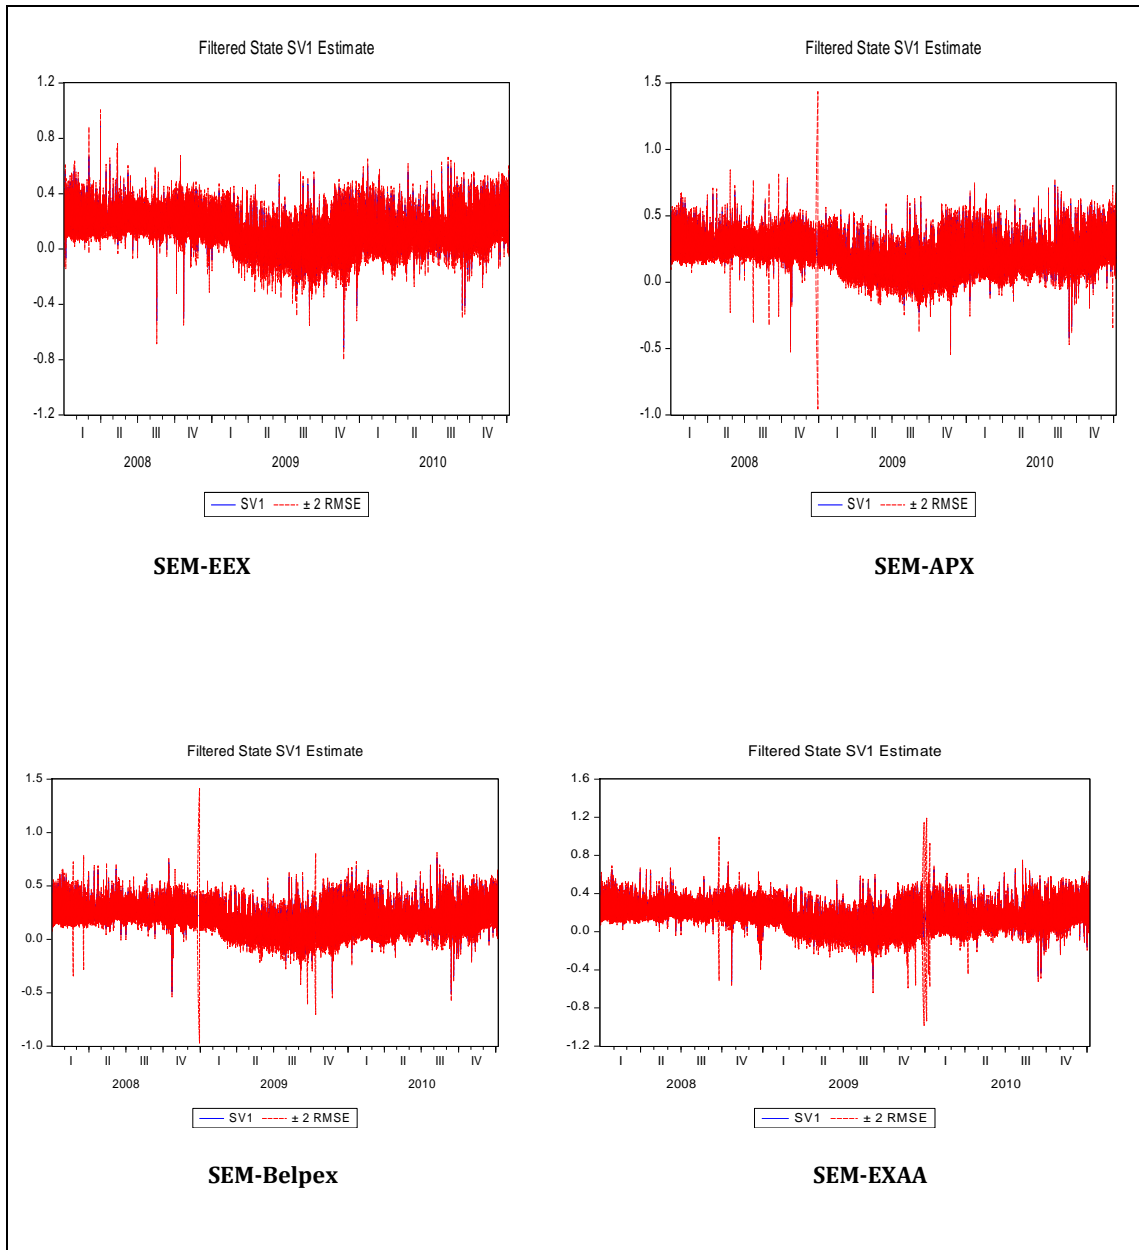 Filtered State SV1 Estimate
1.2
0.8
0.4
0.0
-0.4
-0.8
-1.2
I II III IV I II III IV I II III IV
2008 2009 2010
SV1 ± 2 RMSE
SEM-EEX
Filtered State SV1 Estimate
1.5
1.0
0.5
0.0
-0.5
-1.0
I II III IV I II III IV I II III IV
2008 2009 2010
SV1 ± 2 RMSE
SEM-APX
Filtered State SV1 Estimate
1.5
1.0
0.5
0.0
-0.5
-1.0
I II III IV I II III IV I II III IV
2008 2009 2010
SV1 ± 2 RMSE
SEM-Belpex
Filtered State SV1 Estimate
1.6
1.2
0.8
0.4
0.0
-0.4
-0.8
-1.2
I II III IV I II III IV I II III IV
2008 2009 2010
SV1 ± 2 RMSE
SEM-EXAA